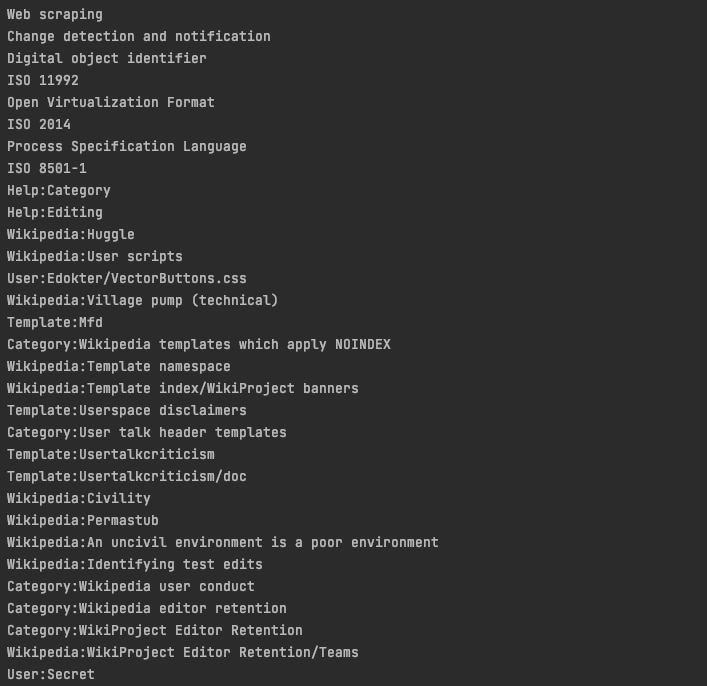 Web scraping
Change detection and notification
Digital object identifier
ISO 11992
Open Virtualization Format
ISO 2014
Process Specification Language
ISO 8501-1
Help:Category
Help:Editing
Wikipedia:Huggle
Wikipedia:User scripts
User:Edokter/VectorButtons.css
Wikipedia:Village pump (technical)
Template:Mfd
Category:Wikipedia templates which apply NOINDEX
Wikipedia:Template namespace
Wikipedia:Template index/WikiProject banners
Template:Userspace disclaimers
Category:User talk header templates
Template:Usertalkcriticism
Template:Usertalkcriticism/doc
Wikipedia:Civility
Wikipedia:Permastub
Wikipedia:An uncivil environment is a poor environment
Wikipedia:Identifying test edits
Category:Wikipedia user conduct
Category:Wikipedia editor retention
Category:WikiProject Editor Retention
Wikipedia:WikiProject Editor Retention/Teams
User:Secret